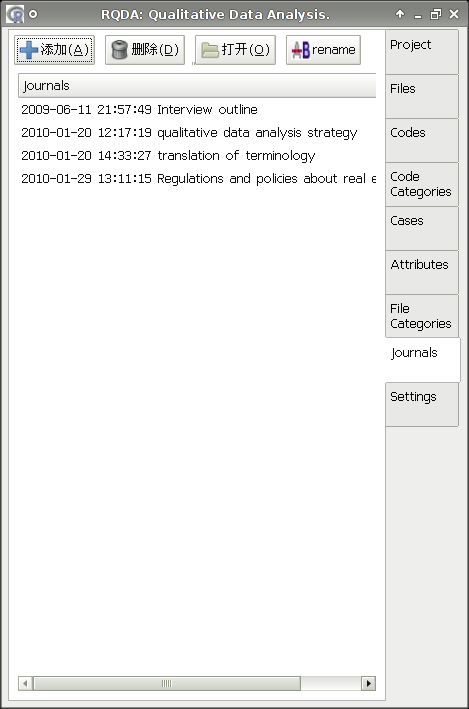 RQDA: Qualitative Data Analysis.
添加(A) 删除(D) 打开(O) rename
Journals
2009-06-11 21:57:49 Interview outline
2010-01-20 12:17:19 qualitative data analysis strategy
2010-01-20 14:33:27 translation of terminology
2010-01-29 13:11:15 Regulations and policies about real e
Project
Files
Codes
Code
Categories
Cases
Attributes
File
Categories
Journals
Settings